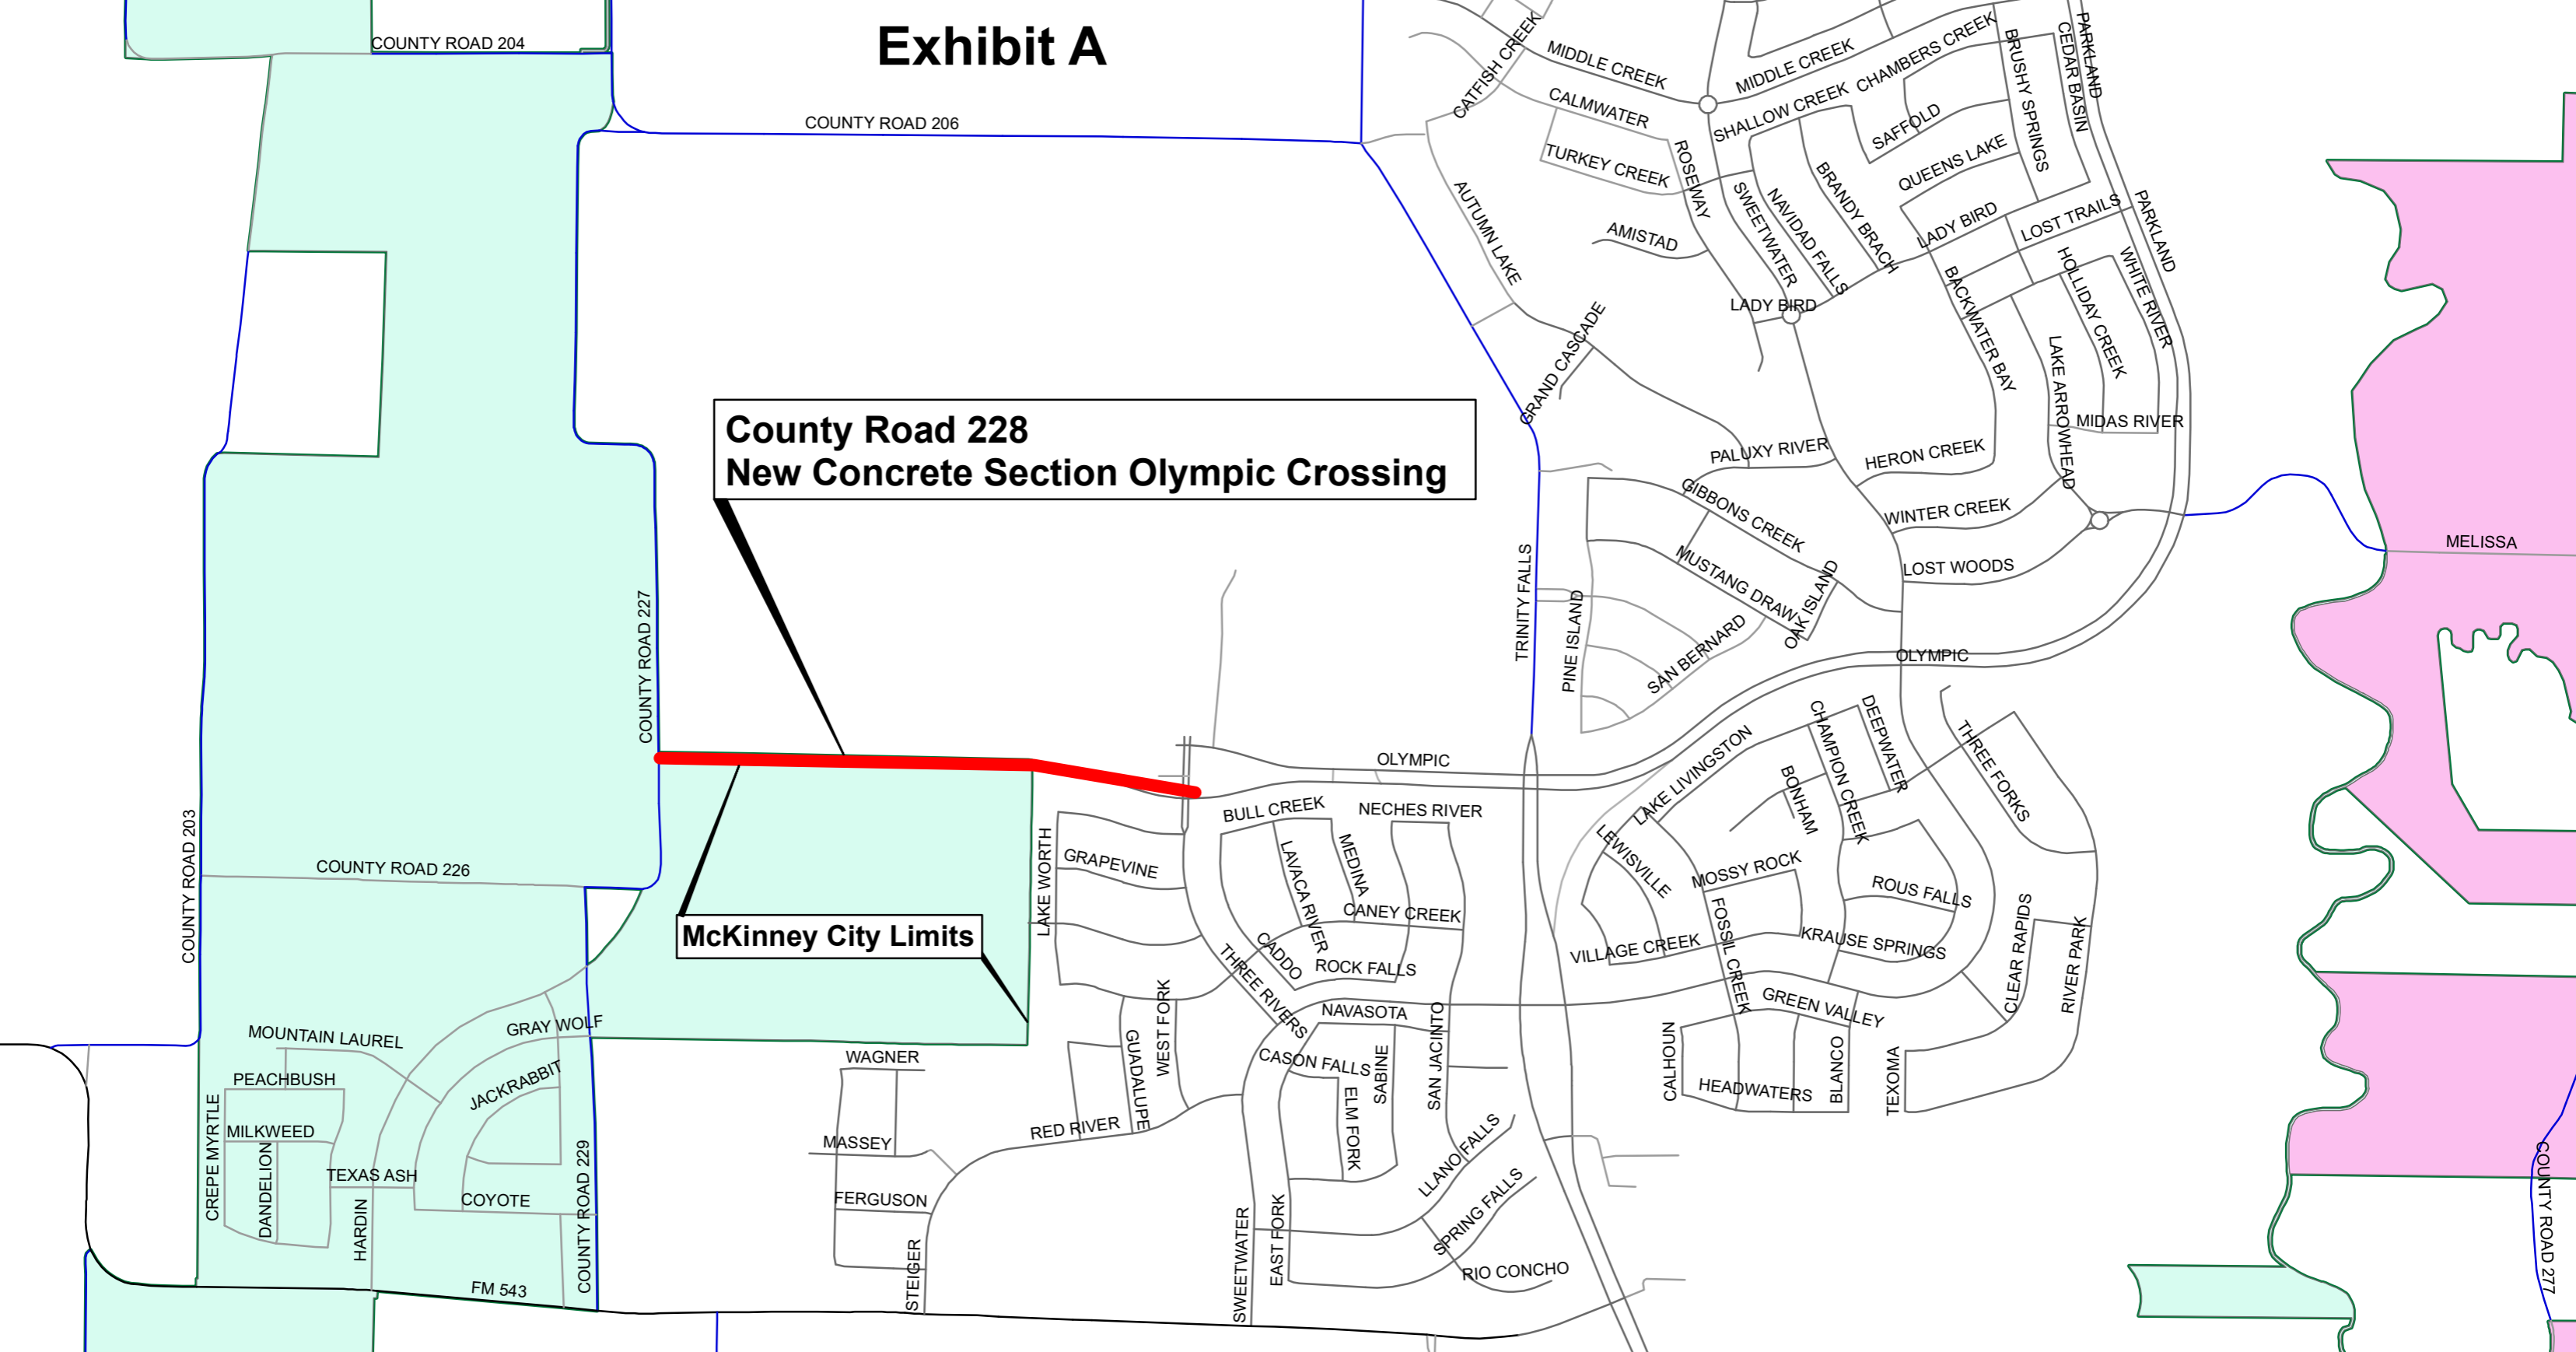 Exhibit A
COUNTY ROAD 204
COUNTY ROAD 206
CATFISH CREEK
MIDDLE CREEK
MIDDLE CREEK
CHAMBERS CREEK
BRUSHY SPRINGS
CEDAR BASIN
PARKLAND
CALMWATER
SHALLOW CREEK
SAFFOLD
TURKEY CREEK
ROSEWAY
QUEENS LAKE
AUTUMN LAKE
SWEETWATER
NAVIDAD FALLS
BRANDY BRACH
LADY BIRD
LOST TRAILS
PARKLAND
AMISTAD
WHITE RIVER
HOLLIDAY CREEK
BACKWATER BAY
LADY BIRD
GRAND CASCADE
LAKE ARROWHEAD
MIDAS RIVER
County Road 228
New Concrete Section Olympic Crossing
PALUXY RIVER
HERON CREEK
GIBBONS CREEK
WINTER CREEK
MELISSA
MUSTANG DRAW
LOST WOODS
OAK ISLAND
TRINITY FALLS
PINE ISLAND
SAN BERNARD
COUNTY ROAD 227
OLYMPIC
OLYMPIC
CHAMPION CREEK
DEEPWATER
THREE FORKS
LAKE LIVINGSTON
BONHAM
BULL CREEK
NECHES RIVER
COUNTY ROAD 203
COUNTY ROAD 226
LAKE WORTH
GRAPEVINE
LAVACA RIVER
MEDINA
LEWISVILLE
MOSSY ROCK
ROUS FALLS
McKinney City Limits
CANEY CREEK
FOSSIL CREEK
CLEAR RAPIDS
RIVER PARK
VILLAGE CREEK
KRAUSE SPRINGS
CADDO
ROCK FALLS
THREE RIVERS
WEST FORK
NAVASOTA
GREEN VALLEY
MOUNTAIN LAUREL
GRAY WOLF
GUADALUPE
WAGNER
CASON FALLS
SABINE
SAN JACINTO
CALHOUN
BLANCO
TEXOMA
PEACHBUSH
JACKRABBIT
HEADWATERS
CREPE MYRTLE
MILKWEED
DANDELION
MASSEY
RED RIVER
ELM FORK
LLANO FALLS
COUNTY ROAD 229
TEXAS ASH
COYOTE
HARDIN
FERGUSON
SPRING FALLS
COUNTY ROAD 277
STEIGER
SWEETWATER
EAST FORK
RIO CONCHO
FM 543